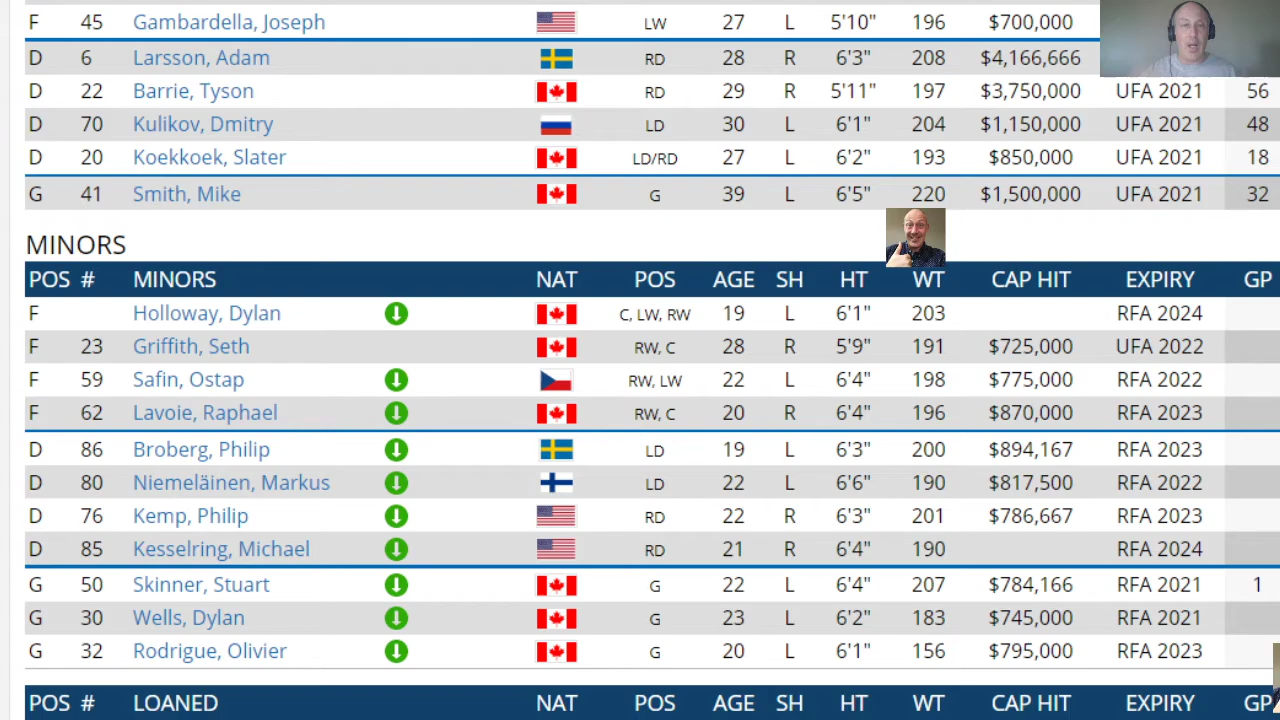 F 45 Gambardella, Joseph LW 27 L 5'10" 196 $700,000
D 6 Larsson, Adam RD 28 R 6'3" 208 $4,166,666
D 22 Barrie, Tyson RD 29 R 5'11" 197 $3,750,000 UFA 2021 56
D 70 Kulikov, Dmitry LD 30 L 6'1" 204 $1,150,000 UFA 2021 48
D 20 Koekkoek, Slater LD/RD 27 L 6'2" 193 $850,000 UFA 2021 18
G 41 Smith, Mike G 39 L 6'5" 220 $1,500,000 UFA 2021 32
MINORS
POS # MINORS NAT POS AGE SH HT WT CAP HIT EXPIRY GP
F Holloway, Dylan C, LW, RW 19 L 6'1" 203 RFA 2024
F 23 Griffith, Seth RW, C 28 R 5'9" 191 $725,000 UFA 2022
F 59 Safin, Ostap RW, LW 22 L 6'4" 198 $775,000 RFA 2022
F 62 Lavoie, Raphael RW, C 20 R 6'4" 196 $870,000 RFA 2023
D 86 Broberg, Philip LD 19 L 6'3" 200 $894,167 RFA 2023
D 80 Niemeläinen, Markus LD 22 L 6'6" 190 $817,500 RFA 2022
D 76 Kemp, Philip RD 22 R 6'3" 201 $786,667 RFA 2023
D 85 Kesselring, Michael RD 21 R 6'4" 190 RFA 2024
G 50 Skinner, Stuart G 22 L 6'4" 207 $784,166 RFA 2021 1
G 30 Wells, Dylan G 23 L 6'2" 183 $745,000 RFA 2021
G 32 Rodrigue, Olivier G 20 L 6'1" 156 $795,000 RFA 2023
POS # LOANED NAT POS AGE SH HT WT CAP HIT EXPIRY GP